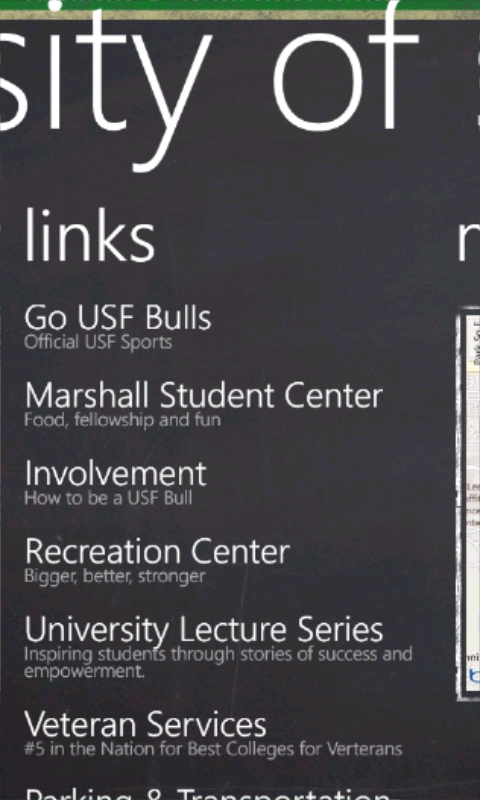 sity of
links
Go USF Bulls
Official USF Sports
Marshall Student Center
Food, fellowship and fun
Involvement
How to be a USF Bull
Recreation Center
Bigger, better, stronger
University Lecture Series
Inspiring students through stories of success and
empowerment.
Veteran Services
#5 in the Nation for Best Colleges for Verterans
Parking & Transportation